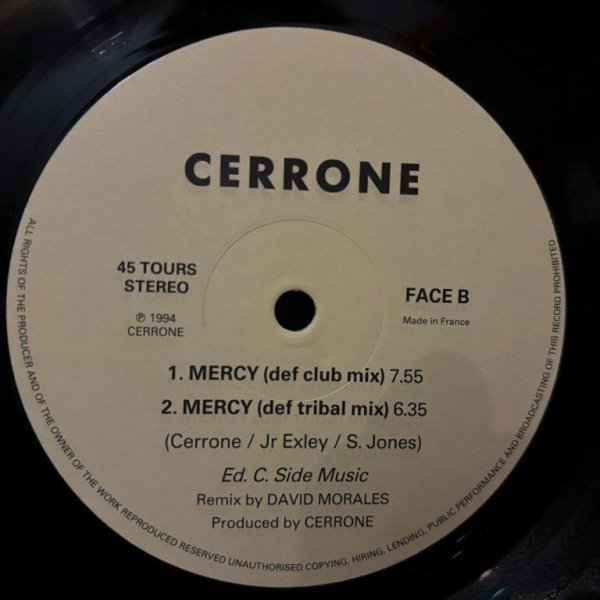 CERRONE
45 TOURS
STEREO
℗ 1994
CERRONE
FACE B
Made in France
1. MERCY (def club mix) 7.55
2. MERCY (def tribal mix) 6.35
(Cerrone / Jr Exley / S. Jones)
Ed. C. Side Music
Remix by DAVID MORALES
Produced by CERRONE
ALL RIGHTS OF THE PRODUCER AND OF THE OWNER OF THE WORK REPRODUCED RESERVED UNAUTHORISED COPYING, HIRING, LENDING, PUBLIC PERFORMANCE AND BROADCASTING OF THIS RECORD PROHIBITED